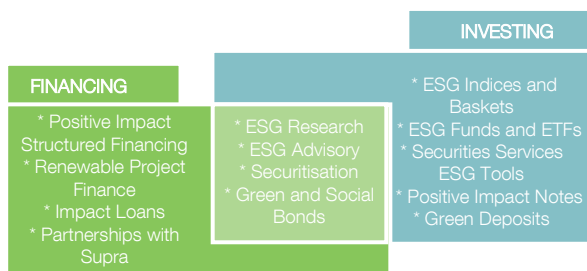 INVESTING
FINANCING
* Positive Impact
Structured Financing
* Renewable Project
Finance
* Impact Loans
* Partnerships with
Supra
* ESG Research
* ESG Advisory
* Securitisation
* Green and Social
Bonds
* ESG Indices and
Baskets
* ESG Funds and ETFs
* Securities Services
ESG Tools
* Positive Impact Notes
* Green Deposits